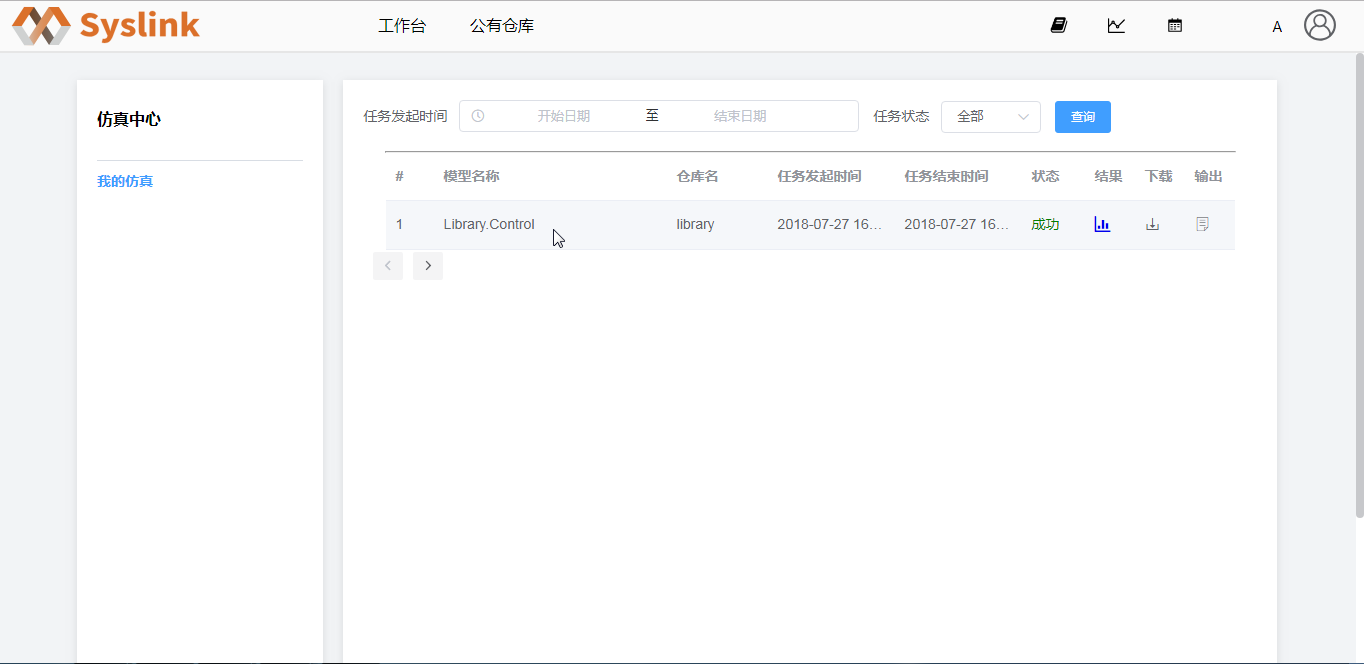 Syslink 工作台 公有仓库 A
仿真中心
我的仿真
任务发起时间 开始日期 至 结束日期 任务状态 全部 查询
# 模型名称 仓库名 任务发起时间 任务结束时间 状态 结果 下载 输出
1 Library.Control library 2018-07-27 16... 2018-07-27 16... 成功